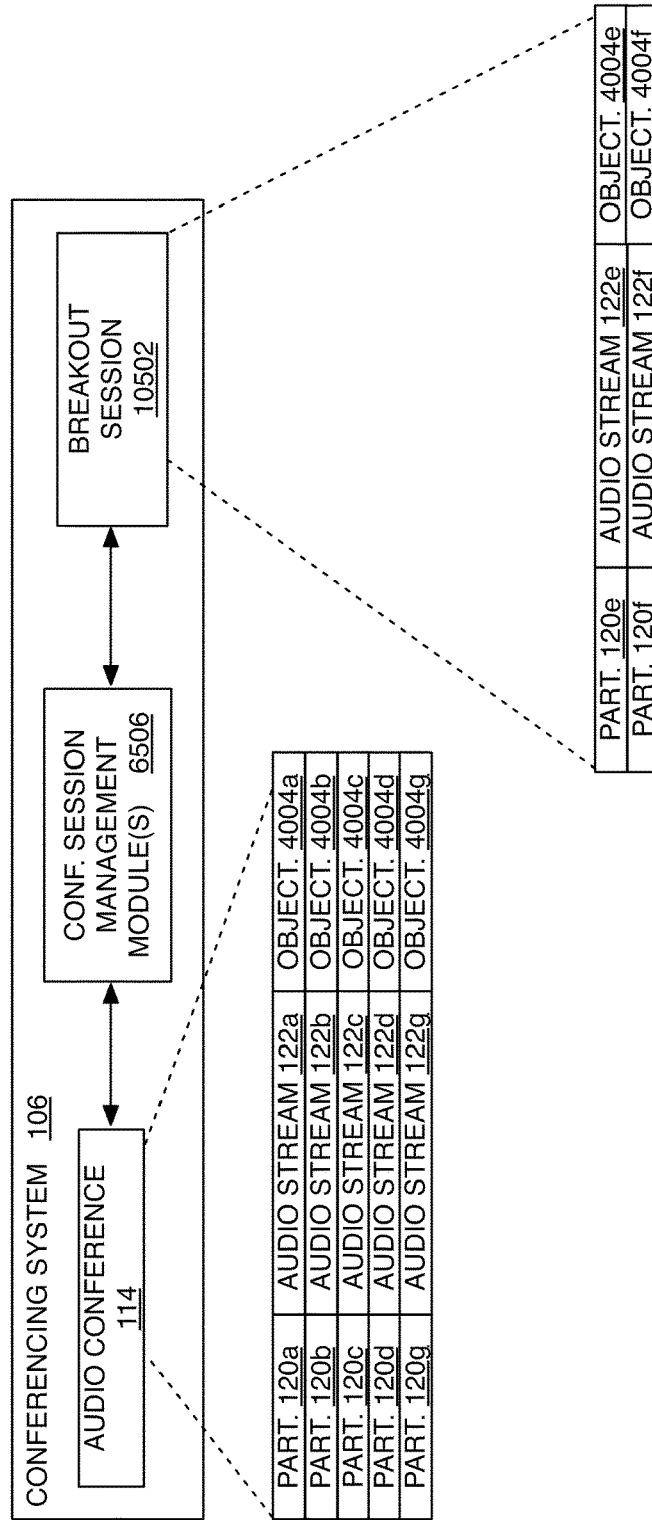 CONFERENCING SYSTEM 106
AUDIO CONFERENCE
114
CONF. SESSION
MANAGEMENT
MODULE(S) 6506
BREAKOUT
SESSION
10502
PART. 120a AUDIO STREAM 122a OBJECT. 4004a
PART. 120b AUDIO STREAM 122b OBJECT. 4004b
PART. 120c AUDIO STREAM 122c OBJECT. 4004c
PART. 120d AUDIO STREAM 122d OBJECT. 4004d
PART. 120g AUDIO STREAM 122g OBJECT. 4004g
PART. 120e AUDIO STREAM 122e OBJECT. 4004e
PART. 120f AUDIO STREAM 122f OBJECT. 4004f